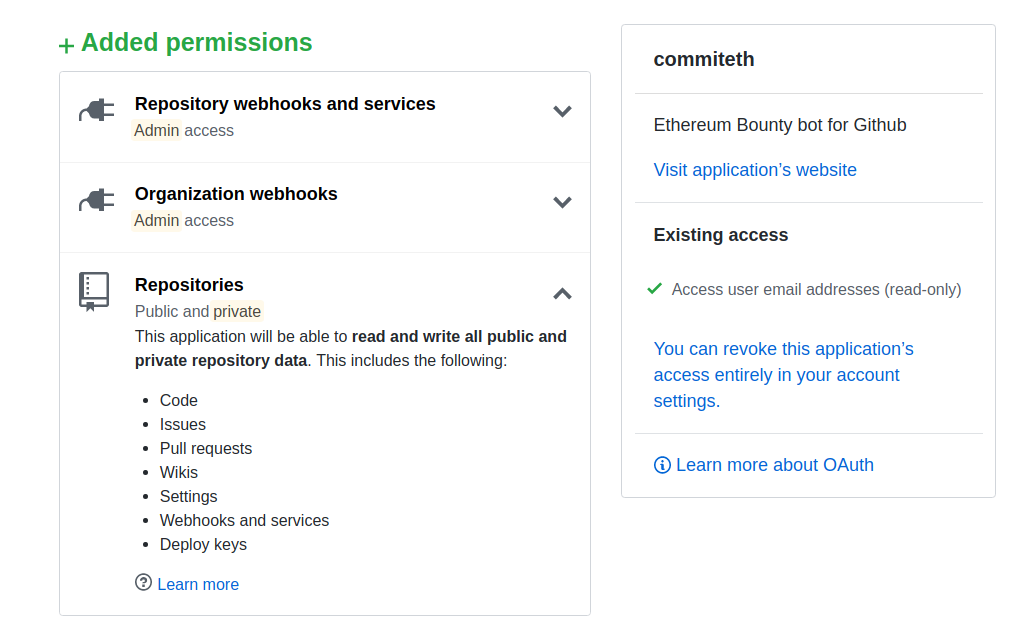 Added permissions
Repository webhooks and services
Admin access
Organization webhooks
Admin access
Repositories
Public and private
This application will be able to read and write all public and
private repository data. This includes the following:
Code
Issues
Pull requests
Wikis
Settings
Webhooks and services
Deploy keys
Learn more
commiteth
Ethereum Bounty bot for Github
Visit application’s website
Existing access
Access user email addresses (read-only)
You can revoke this application’s
access entirely in your account
settings.
Learn more about OAuth